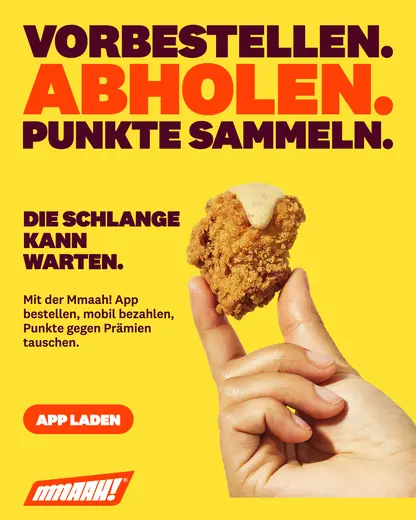 VORBESTELLEN.
ABHOLEN.
PUNKTE SAMMELN.
DIE SCHLANGE
KANN
WARTEN.
Mit der Mmaah! App
bestellen, mobil bezahlen,
Punkte gegen Prämien
tauschen.
APP LADEN
MMAAH!®